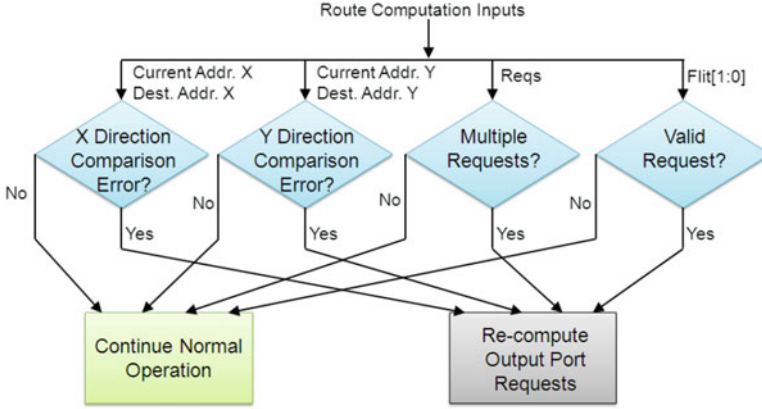 Route Computation Inputs
Current Addr. X
Dest. Addr. X
Current Addr. Y
Dest. Addr. Y
Reqs
Flit[1:0]
X Direction
Comparison
Error?
Y Direction
Comparison
Error?
Multiple
Requests?
Valid
Request?
No
No
No
No
Yes
Yes
Yes
Yes
Continue Normal
Operation
Re-compute
Output Port
Requests